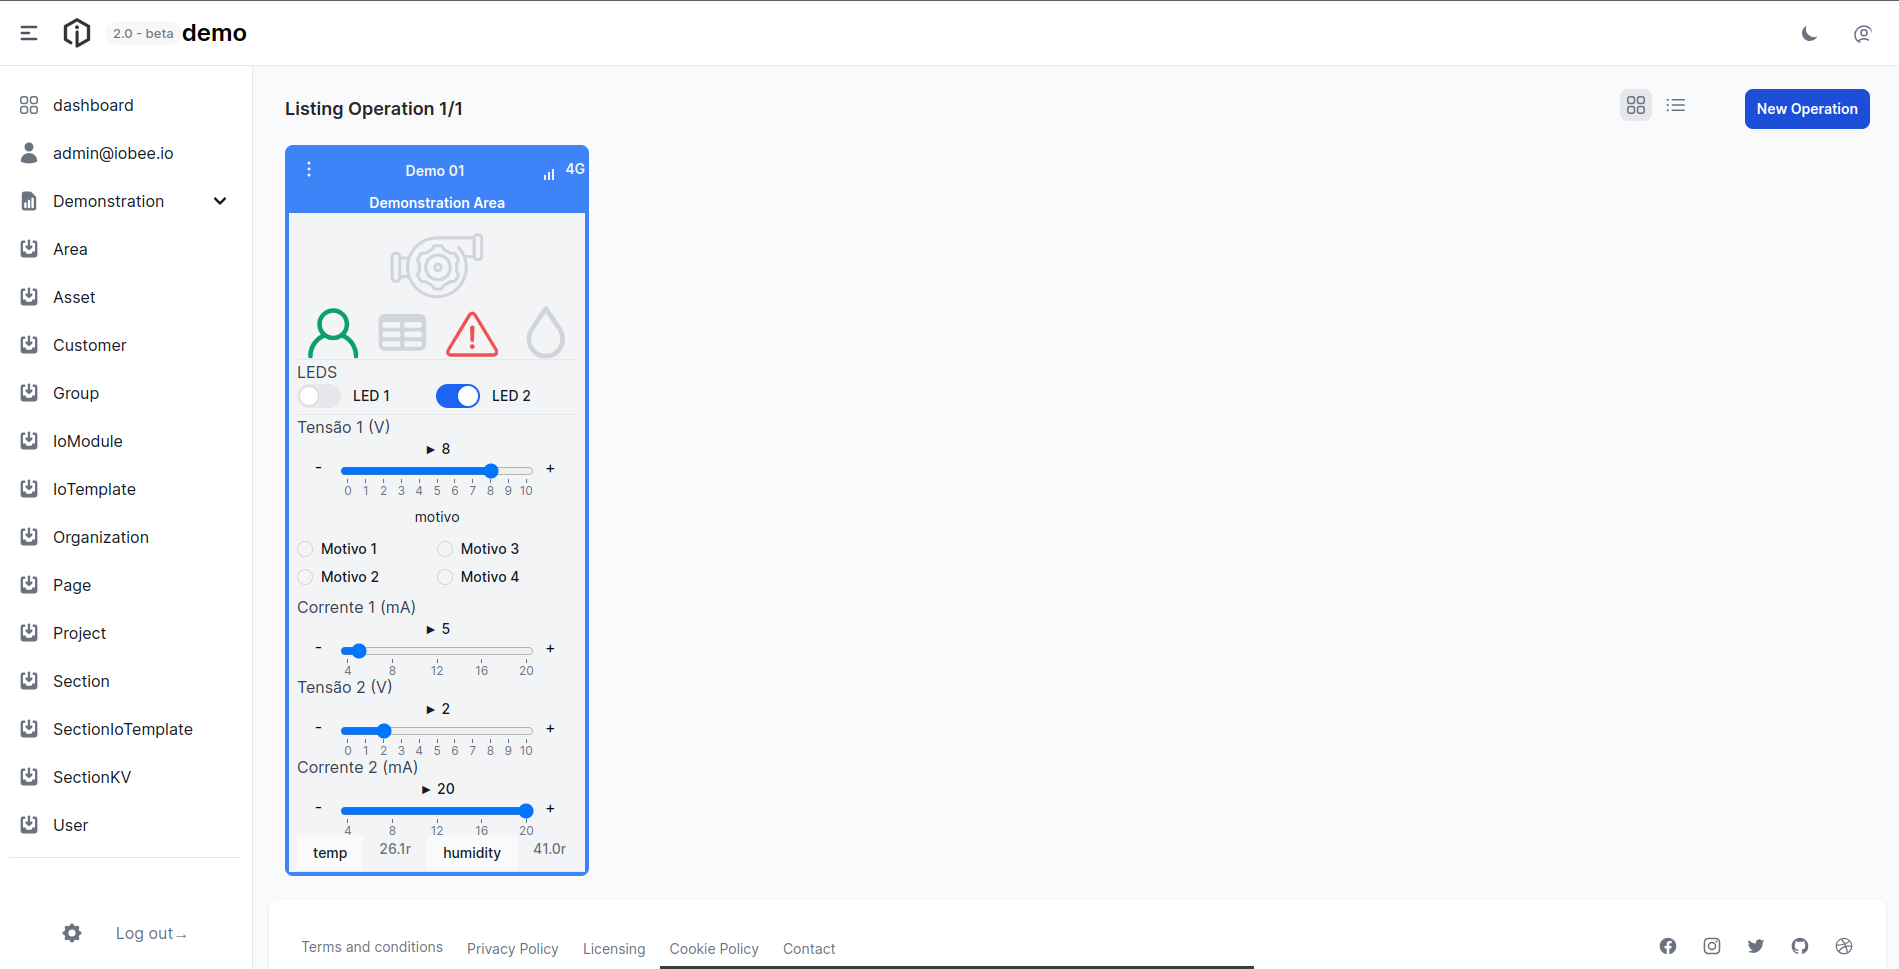 2.0 - beta demo
dashboard
admin@iobee.io
Demonstration
Area
Asset
Customer
Group
IoModule
IoTemplate
Organization
Page
Project
Section
SectionIoTemplate
SectionKV
User
Log out→
Listing Operation 1/1
New Operation
Demo 01 4G
Demonstration Area
LEDS
LED 1 LED 2
Tensão 1 (V)
► 8
- +
0 1 2 3 4 5 6 7 8 9 10
motivo
Motivo 1 Motivo 3
Motivo 2 Motivo 4
Corrente 1 (mA)
► 5
- +
4 8 12 16 20
Tensão 2 (V)
► 2
- +
0 1 2 3 4 5 6 7 8 9 10
Corrente 2 (mA)
► 20
- +
4 8 12 16 20
temp 26.1r humidity 41.0r
Terms and conditions Privacy Policy Licensing Cookie Policy Contact